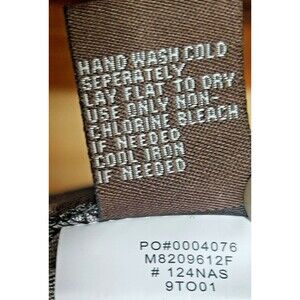 HAND WASH COLD
SEPERATELY
LAY FLAT TO DRY
USE ONLY NON-
CHLORINE BLEACH
IF NEEDED
COOL IRON
IF NEEDED
PO#0004076
M8209612F
# 124NAS
9TO01